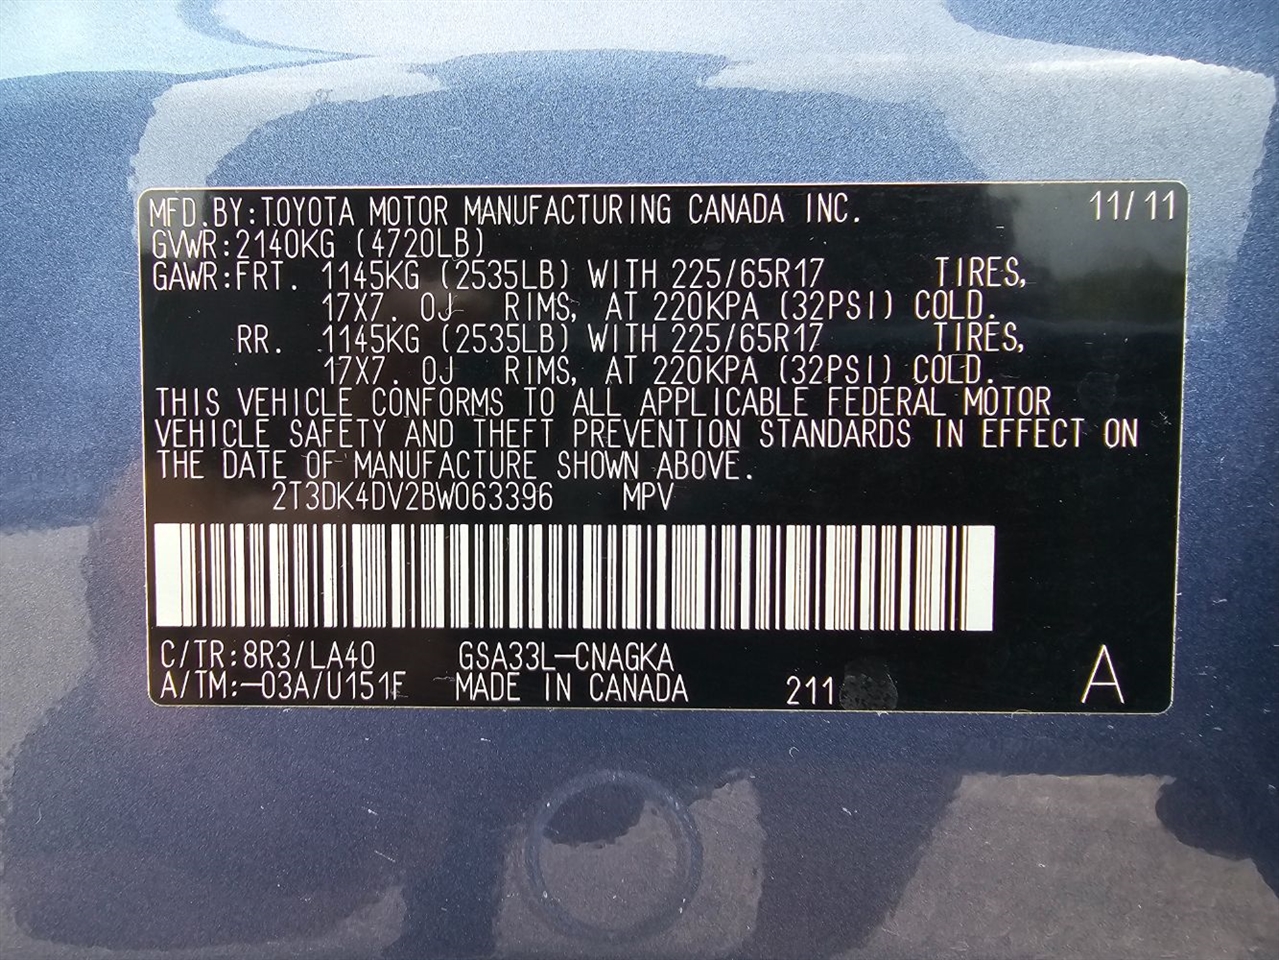 MFD.BY:TOYOTA MOTOR MANUFACTURING CANADA INC. 11/11
GVWR:2140KG (4720LB)
GAWR:FRT. 1145KG (2535LB) WITH 225/65R17 TIRES,
17X7. 0J RIMS, AT 220KPA (32PSI) COLD.
RR. 1145KG (2535LB) WITH 225/65R17 TIRES,
17X7. 0J RIMS, AT 220KPA (32PSI) COLD.
THIS VEHICLE CONFORMS TO ALL APPLICABLE FEDERAL MOTOR
VEHICLE SAFETY AND THEFT PREVENTION STANDARDS IN EFFECT ON
THE DATE OF MANUFACTURE SHOWN ABOVE.
2T3DK4DV2BW063396 MPV
C/TR:8R3/LA40 GSA33L-CNAGKA
A/TM:-03A/U151F MADE IN CANADA 211 A